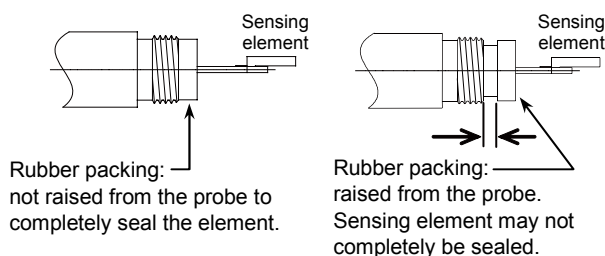 Sensing
element
Rubber packing:
not raised from the probe to
completely seal the element.
Sensing
element
Rubber packing:
raised from the probe.
Sensing element may not
completely be sealed.